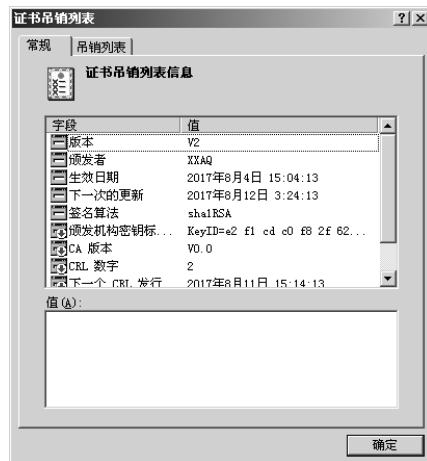 证书吊销列表
常规 吊销列表
证书吊销列表信息
字段 值
版本 V2
颁发者 XXAQ
生效日期 2017年8月4日 15:04:13
下一次的更新 2017年8月12日 3:24:13
签名算法 sha1RSA
颁发机构密钥标... KeyID=e2 f1 cd c0 f8 2f 62...
CA 版本 V0.0
CRL 数字 2
下一个 CRL 发行 2017年8月11日 15:14:13
值(A):
确定